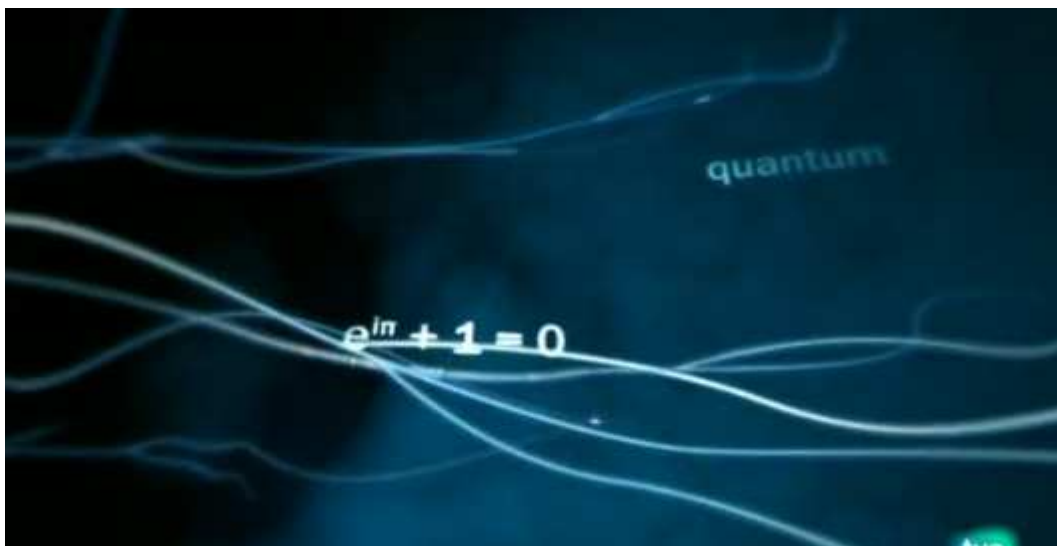 quantum
e^{iπ} + 1 = 0